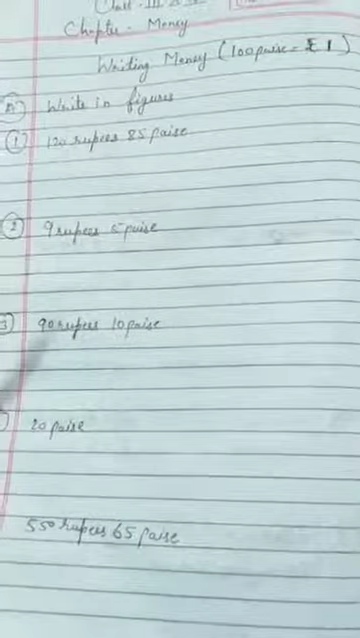 Chapter - Money
Writing Money (100 paise = ₹ 1)
Write in figures
① 120 rupees 85 paise
② 9 rupees 5 paise
③ 90 rupees 10 paise
20 paise
550 rupees 65 paise